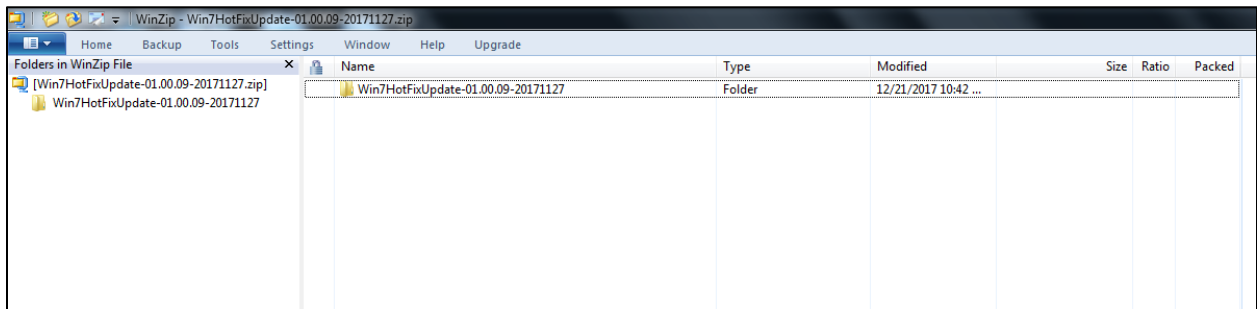 WinZip - Win7HotFixUpdate-01.00.09-20171127.zip
Home Backup Tools Settings Window Help Upgrade
Folders in WinZip File X Name Type Modified Size Ratio Packed
[Win7HotFixUpdate-01.00.09-20171127.zip] Win7HotFixUpdate-01.00.09-20171127 Folder 12/21/2017 10:42 ...
Win7HotFixUpdate-01.00.09-20171127